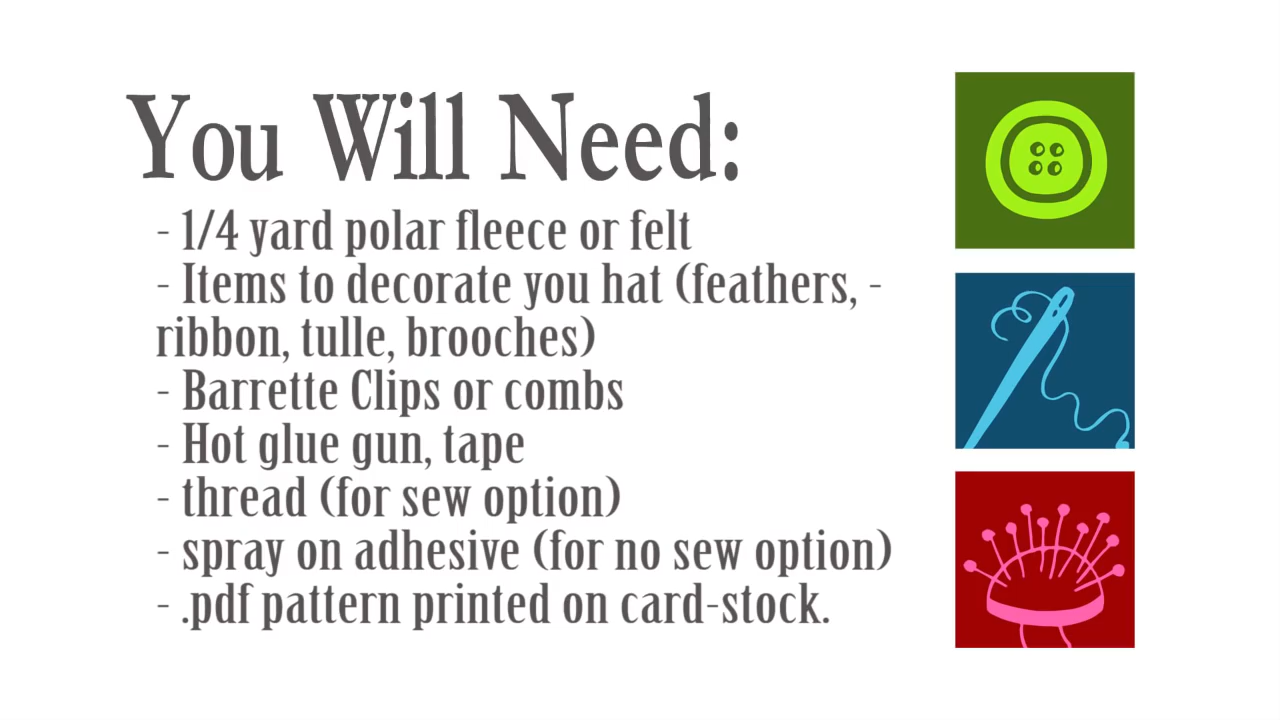 You Will Need:
- 1/4 yard polar fleece or felt
- Items to decorate you hat (feathers, -
ribbon, tulle, brooches)
- Barrette Clips or combs
- Hot glue gun, tape
- thread (for sew option)
- spray on adhesive (for no sew option)
- .pdf pattern printed on card-stock.